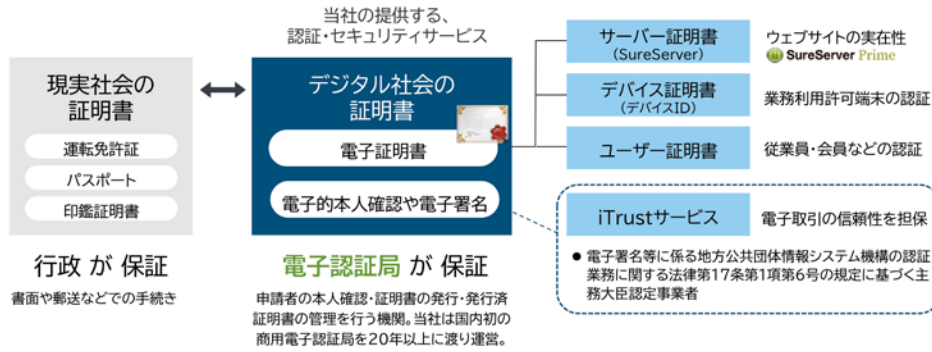 当社の提供する、
認証・セキュリティサービス
現実社会の
証明書
運転免許証
パスポート
印鑑証明書
行政 が 保証
書面や郵送などでの手続き
デジタル社会の
証明書
電子証明書
電子的本人確認や電子署名
電子認証局 が 保証
申請者の本人確認・証明書の発行・発行済
証明書の管理を行う機関。当社は国内初の
商用電子認証局を20年以上に渡り運営。
サーバー証明書
(SureServer)
ウェブサイトの実在性
SureServer Prime
デバイス証明書
(デバイスID)
業務利用許可端末の認証
ユーザー証明書
従業員・会員などの認証
iTrustサービス
電子取引の信頼性を担保
● 電子署名等に係る地方公共団体情報システム機構の認証
業務に関する法律第17条第1項第6号の規定に基づく主
務大臣認定事業者